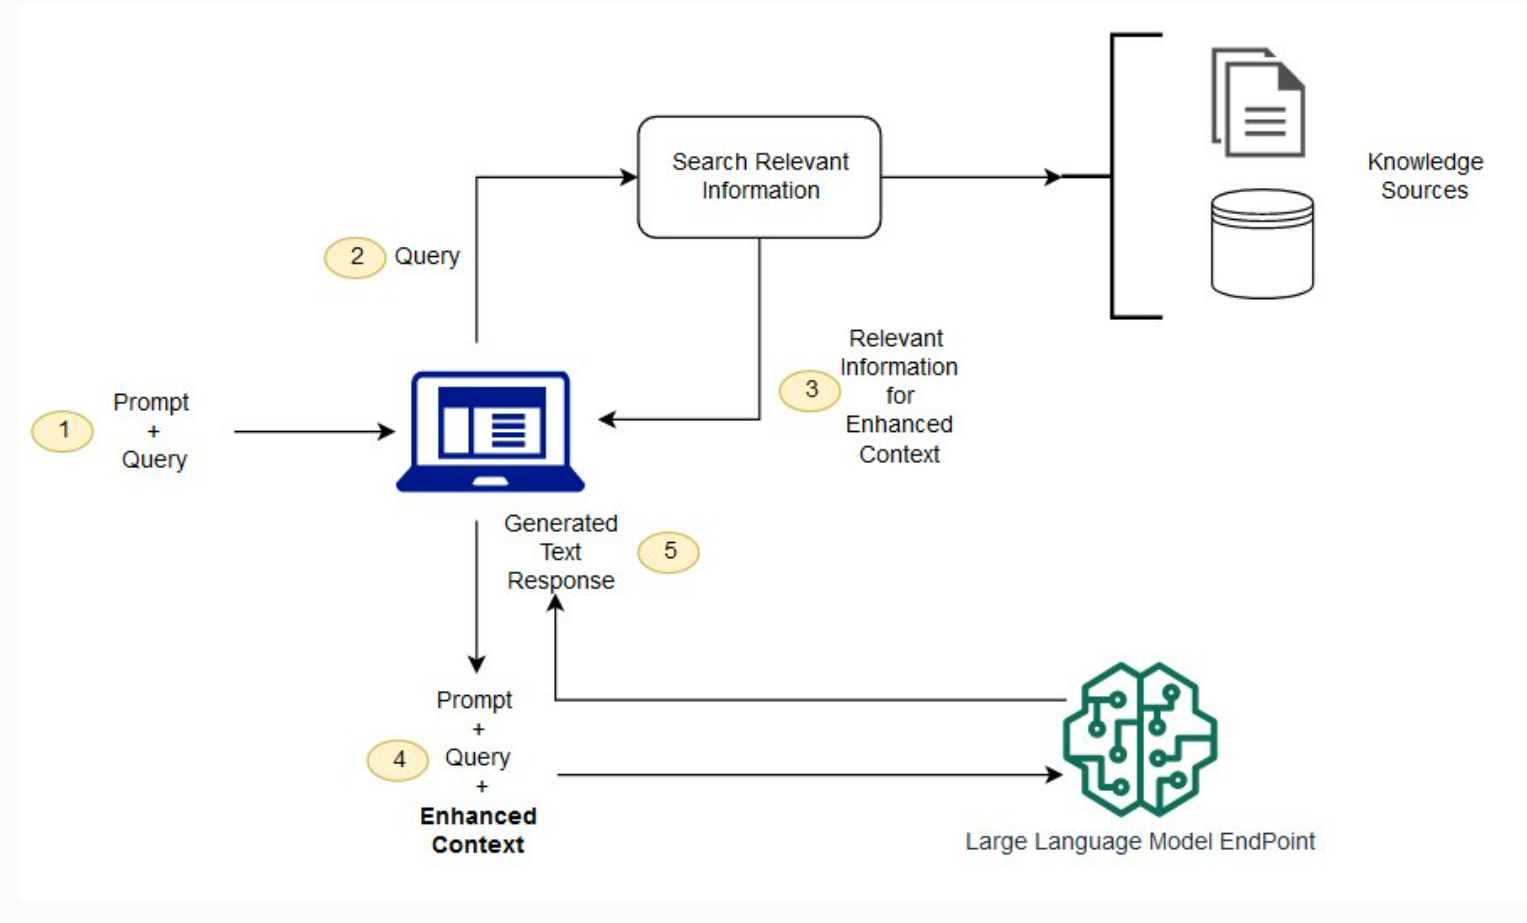 Search Relevant
Information
Knowledge
Sources
2 Query
Relevant
Information
for
Enhanced
Context
3
1
Prompt
+
Query
Generated
Text
Response
5
Prompt
+
4 Query
+
Enhanced
Context
Large Language Model EndPoint